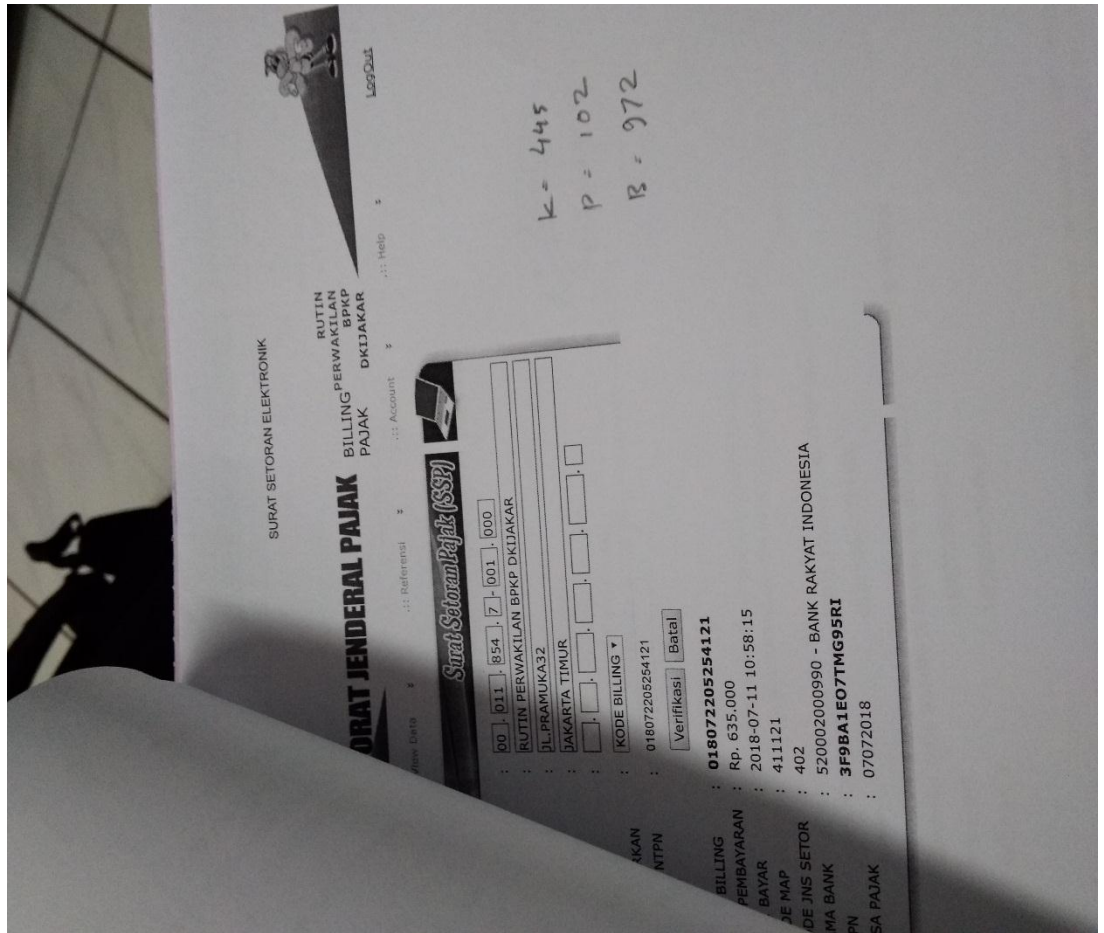 SURAT SETORAN ELEKTRONIK
ORAT JENDERAL PAJAK
BILLING PAJAK
RUTIN
PERWAKILAN
BPKP
DKIJAKAR
LogOut
View Data .:: Referensi .:: Account .:: Help
Surat Setoran Pajak (SSP)
: 00 . 011 . 854 . 7 - 001 . 000
: RUTIN PERWAKILAN BPKP DKIJAKAR
: JL.PRAMUKA32
: JAKARTA TIMUR
: . . . . . .
RKAN : KODE BILLING
NTPN : 018072205254121
Verifikasi Batal
BILLING : 018072205254121
PEMBAYARAN : Rp. 635.000
BAYAR : 2018-07-11 10:58:15
DE MAP : 411121
DE JNS SETOR : 402
MA BANK : 520002000990 - BANK RAKYAT INDONESIA
PN : 3F9BA1EO7TMG95RI
SA PAJAK : 07072018
K = 445
P = 102
B = 972